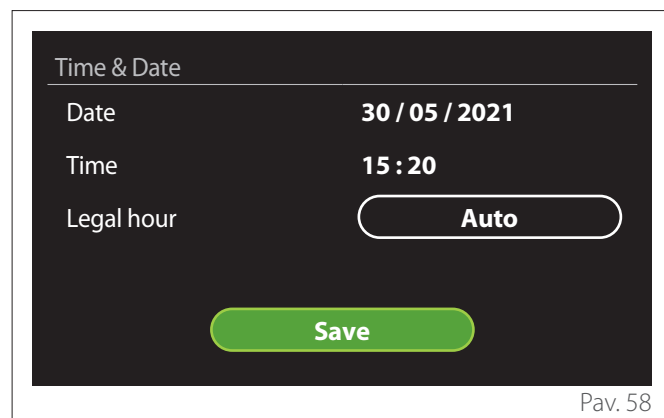 Time & Date
Date 30 / 05 / 2021
Time 15 : 20
Legal hour Auto
Save
Pav. 58